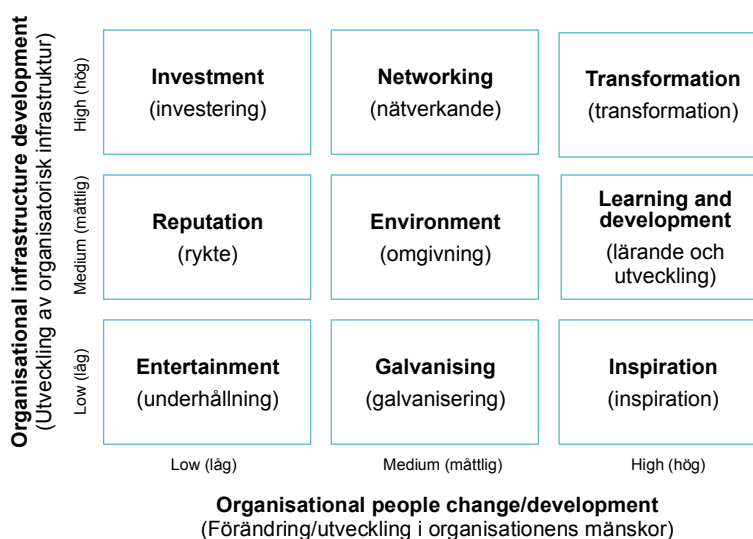 Organisational infrastructure development
(Utveckling av organisatorisk infrastruktur)
High (hög)
Investment
(investering)
Networking
(nätverkande)
Transformation
(transformation)
Medium (måttlig)
Reputation
(rykte)
Environment
(omgivning)
Learning and
development
(lärande och
utveckling)
Low (låg)
Entertainment
(underhållning)
Galvanising
(galvanisering)
Inspiration
(inspiration)
Low (låg)
Medium (måttlig)
High (hög)
Organisational people change/development
(Förändring/utveckling i organisationens mänskor)